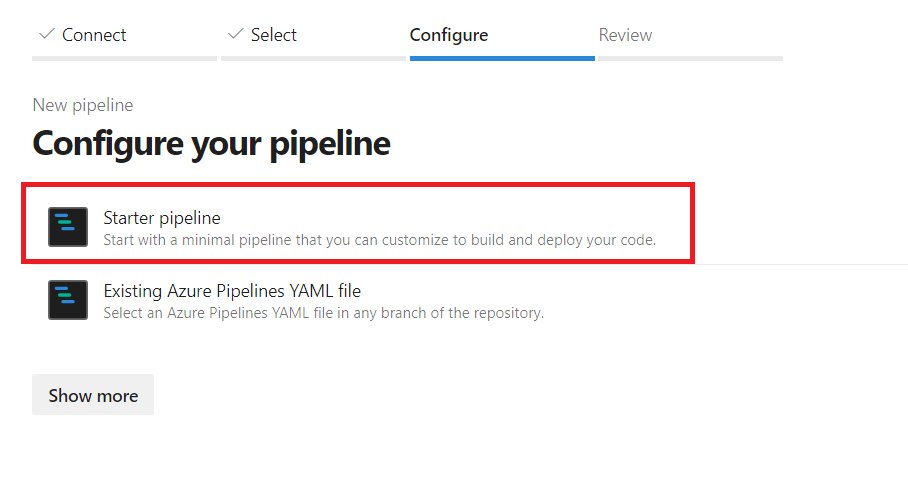 Connect Select Configure Review
New pipeline
Configure your pipeline
Starter pipeline
Start with a minimal pipeline that you can customize to build and deploy your code.
Existing Azure Pipelines YAML file
Select an Azure Pipelines YAML file in any branch of the repository.
Show more